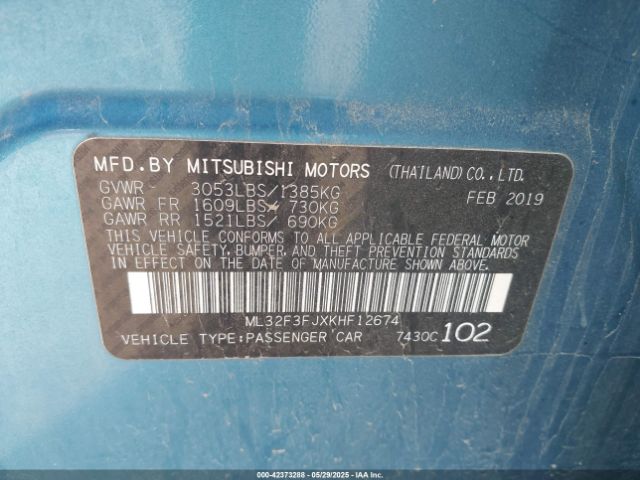 MFD.BY MITSUBISHI MOTORS (THAILAND) CO., LTD.
GVWR 3053LBS/1385KG FEB 2019
GAWR FR 1609LBS/ 730KG
GAWR RR 1521LBS/ 690KG
THIS VEHICLE CONFORMS TO ALL APPLICABLE FEDERAL MOTOR
VEHICLE SAFETY, BUMPER, AND THEFT PREVENTION STANDARDS
IN EFFECT ON THE DATE OF MANUFACTURE SHOWN ABOVE.
ML32F3FJXKHF12674
VEHICLE TYPE:PASSENGER CAR 7430C 102
000-42373288 - 05/29/2025 - IAAI.com